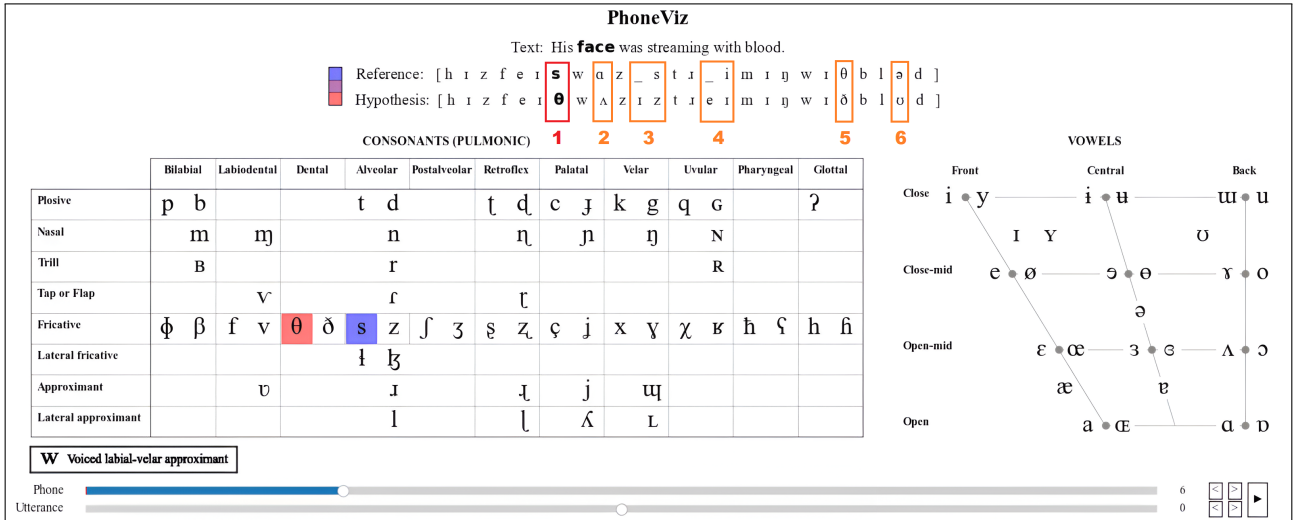 PhoneViz
Text: His face was streaming with blood.
Reference: [ h ɪ z f e ɪ s w ɑ z _ s t ɹ _ i m ɪ ŋ w ɪ θ b l ə d ]
Hypothesis: [ h ɪ z f e ɪ θ w ʌ z ɪ z t ɹ e ɪ m ɪ ŋ w ɪ ð b l ʊ d ]
1 2 3 4 5 6
CONSONANTS (PULMONIC)
Bilabial Labiodental Dental Alveolar Postalveolar Retroflex Palatal Velar Uvular Pharyngeal Glottal
Plosive p b t d ʈ ɖ c ɟ k g q ɢ ʔ
Nasal m ɱ n ɳ ɲ ŋ ɴ
Trill ʙ r ʀ
Tap or Flap ⱱ ɾ ɽ
Fricative ɸ β f v θ ð s z ʃ ʒ ʂ ʐ ç ʝ x ɣ χ ʁ ħ ʕ h ɦ
Lateral fricative ɬ ɮ
Approximant ʋ ɹ ɻ j ɰ
Lateral approximant l ɭ ʎ ʟ
VOWELS
Front Central Back
Close i y ɨ ʉ ɯ u
ɪ ʏ ʊ
Close-mid e ø ɘ ɵ ɤ o
ə
Open-mid ɛ œ ɜ ɞ ʌ ɔ
æ ɐ
Open a ɶ ɑ ɒ
w Voiced labial-velar approximant
Phone 6 < > ▶
Utterance 0 < >